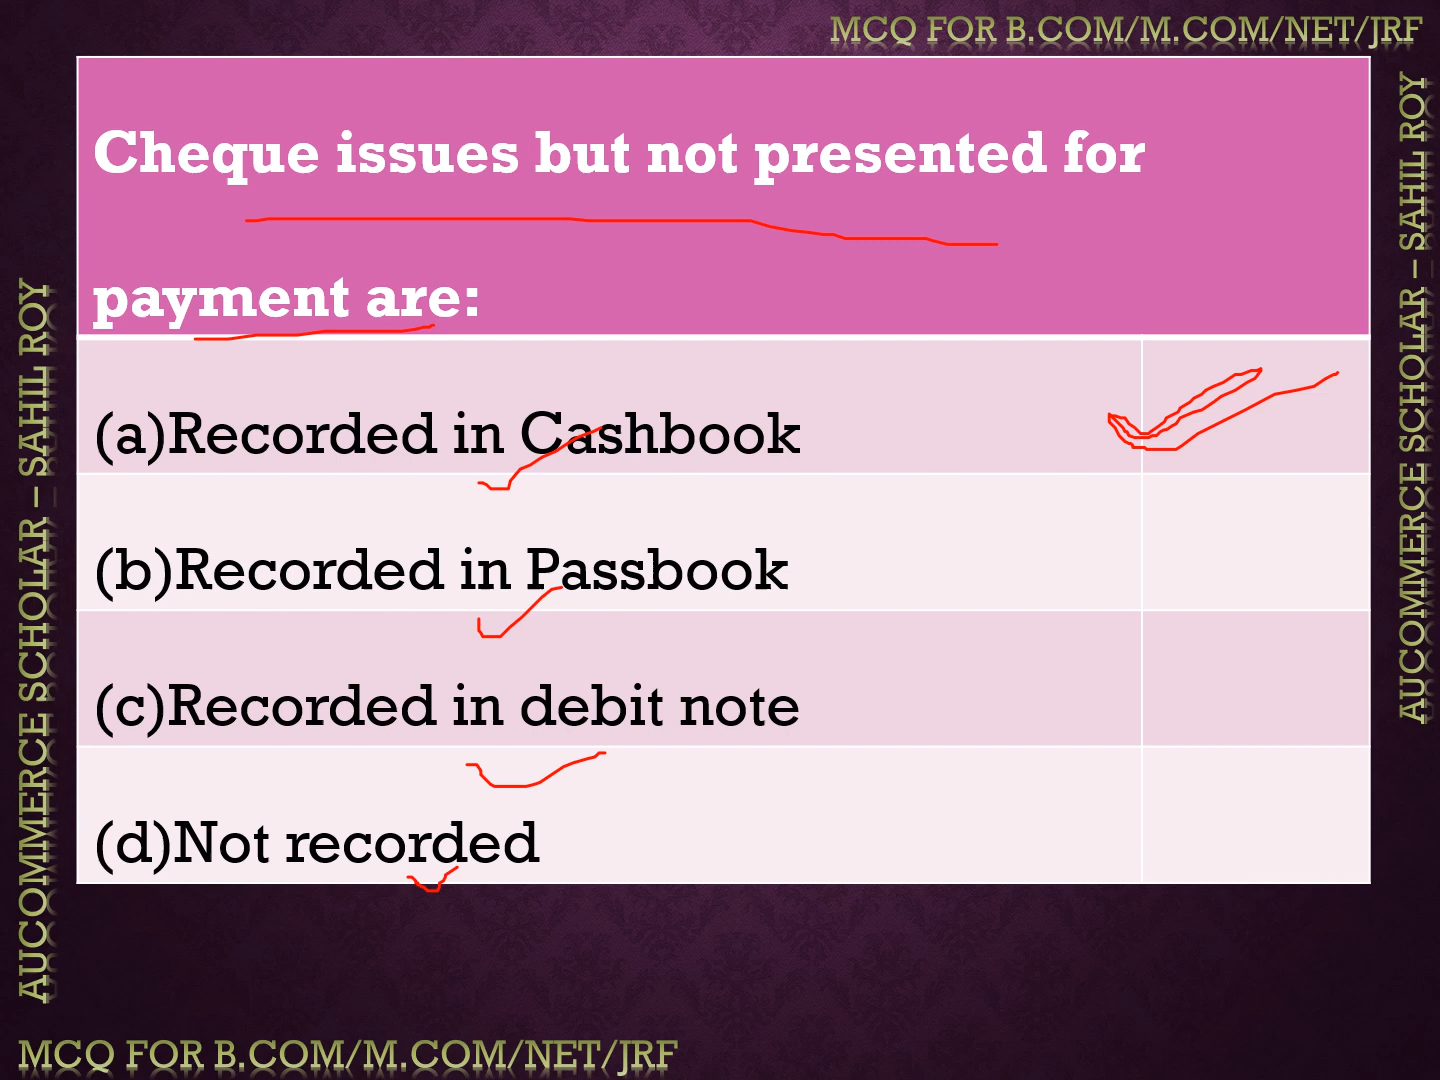 MCQ FOR B.COM/M.COM/NET/JRF
Cheque issues but not presented for
payment are:
(a)Recorded in Cashbook
(b)Recorded in Passbook
(c)Recorded in debit note
(d)Not recorded
AUCOMMERCE SCHOLAR – SAHIL ROY
AUCOMMERCE SCHOLAR – SAHIL ROY
MCQ FOR B.COM/M.COM/NET/JRF